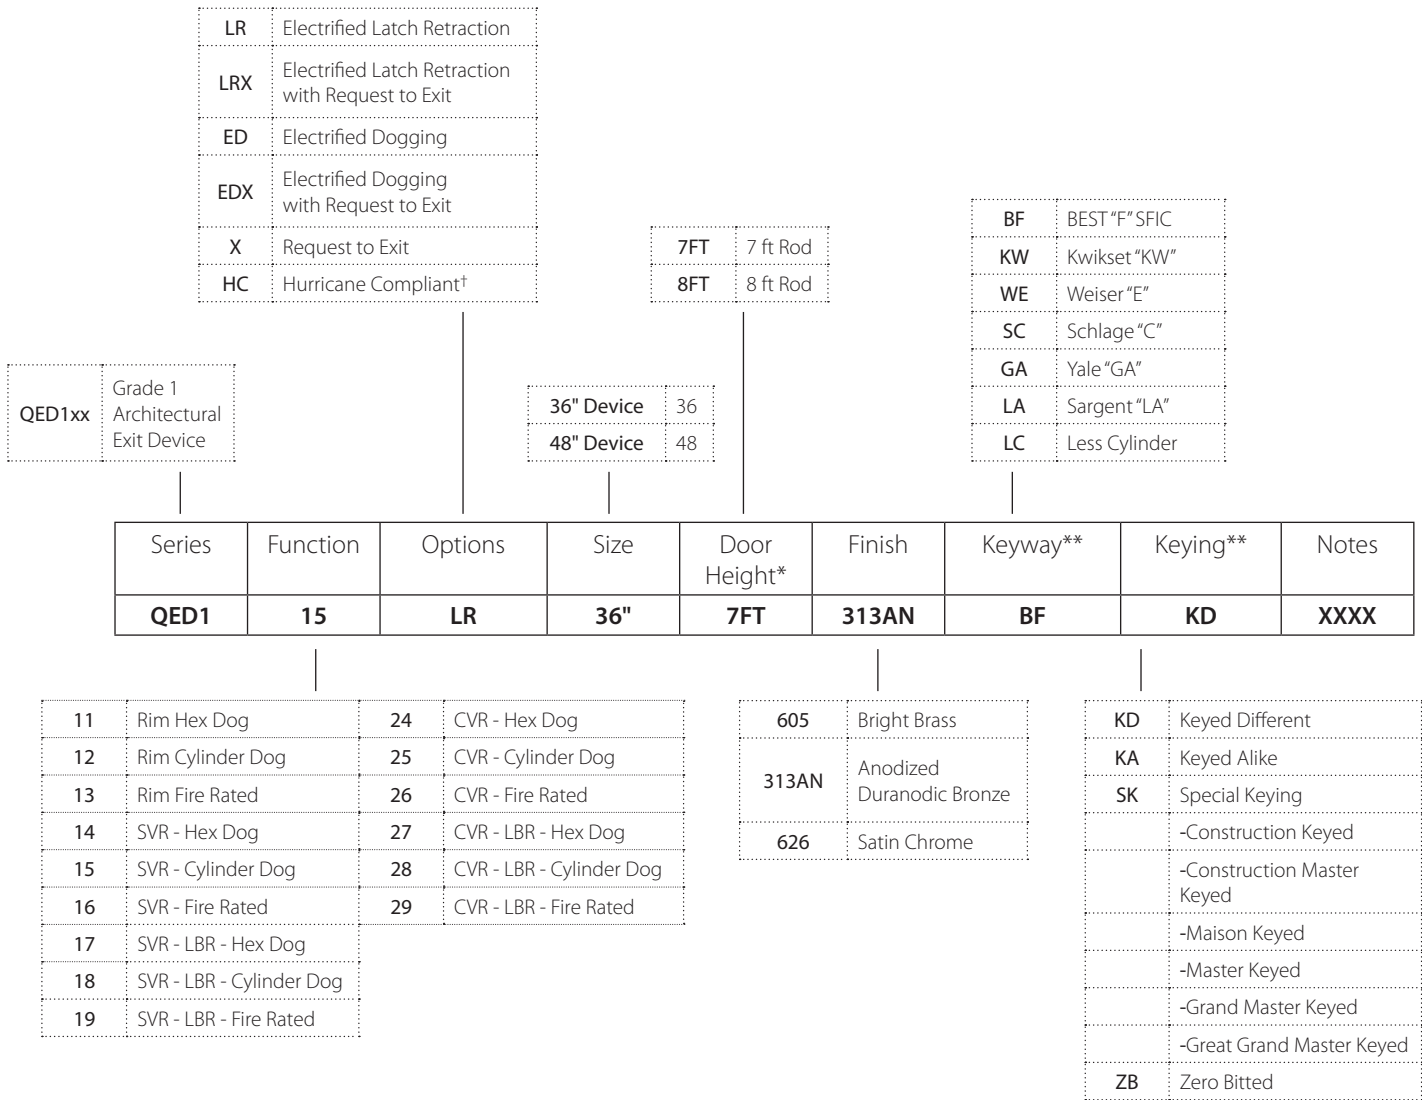 LR Electrified Latch Retraction
LRX Electrified Latch Retraction
with Request to Exit
ED Electrified Dogging
EDX Electrified Dogging
with Request to Exit
X Request to Exit
HC Hurricane Compliant†
7FT 7 ft Rod
8FT 8 ft Rod
BF BEST “F” SFIC
KW Kwikset “KW”
WE Weiser “E”
SC Schlage “C”
GA Yale “GA”
LA Sargent “LA”
LC Less Cylinder
QED1xx Grade 1
Architectural
Exit Device
36" Device 36
48" Device 48
Series Function Options Size Door Height* Finish Keyway** Keying** Notes
QED1 15 LR 36" 7FT 313AN BF KD XXXX
11 Rim Hex Dog
12 Rim Cylinder Dog
13 Rim Fire Rated
14 SVR - Hex Dog
15 SVR - Cylinder Dog
16 SVR - Fire Rated
17 SVR - LBR - Hex Dog
18 SVR - LBR - Cylinder Dog
19 SVR - LBR - Fire Rated
24 CVR - Hex Dog
25 CVR - Cylinder Dog
26 CVR - Fire Rated
27 CVR - LBR - Hex Dog
28 CVR - LBR - Cylinder Dog
29 CVR - LBR - Fire Rated
605 Bright Brass
313AN Anodized
Duranodic Bronze
626 Satin Chrome
KD Keyed Different
KA Keyed Alike
SK Special Keying
-Construction Keyed
-Construction Master
Keyed
-Maison Keyed
-Master Keyed
-Grand Master Keyed
-Great Grand Master Keyed
ZB Zero Bitted